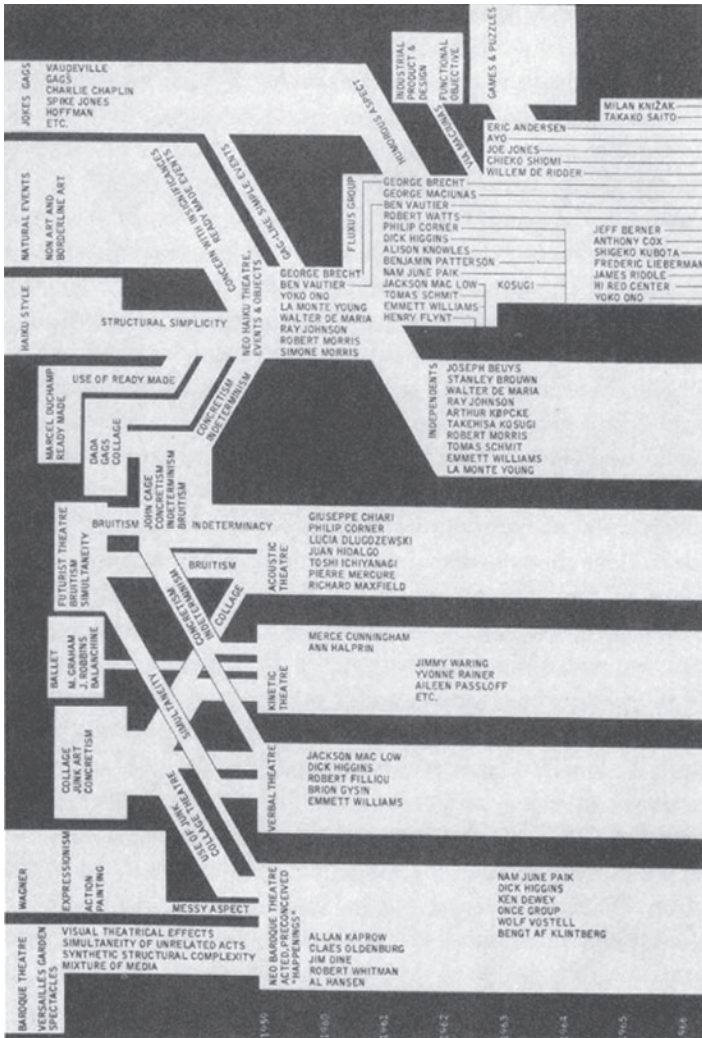 JOKES GAGS
VAUDEVILLE
GAGS
CHARLIE CHAPLIN
SPIKE JONES
HOFFMAN
ETC.
NATURAL EVENTS
NON ART AND
BORDERLINE ART
HAIKU STYLE
STRUCTURAL SIMPLICITY
MARCEL DUCHAMP
READY MADE
USE OF READY MADE
DADA
GAGS
COLLAGE
CONCERN WITH INSIGNIFICANCES
READY MADE EVENTS
GAG-LIKE SIMPLE EVENTS
HUMOROUS ASPECT
CONCRETISM
INDETERMINISM
NEO HAIKU THEATRE,
EVENTS & OBJECTS
GEORGE BRECHT
BEN VAUTIER
YOKO ONO
LA MONTE YOUNG
WALTER DE MARIA
RAY JOHNSON
ROBERT MORRIS
SIMONE MORRIS
INDUSTRIAL
PRODUCT &
DESIGN
FUNCTIONAL
OBJECTIVE
VIA MACIUNAS
GAMES & PUZZLES
FLUXUS GROUP
GEORGE BRECHT
GEORGE MACIUNAS
BEN VAUTIER
ROBERT WATTS
PHILIP CORNER
DICK HIGGINS
ALISON KNOWLES
BENJAMIN PATTERSON
NAM JUNE PAIK
JACKSON MAC LOW
TOMAS SCHMIT
EMMETT WILLIAMS
HENRY FLYNT
KOSUGI
ERIC ANDERSEN
AYO
JOE JONES
CHIEKO SHIOMI
WILLEM DE RIDDER
MILAN KNIŽAK
TAKAKO SAITO
JEFF BERNER
ANTHONY COX
SHIGEKO KUBOTA
FREDERIC LIEBERMAN
JAMES RIDDLE
HI RED CENTER
YOKO ONO
INDEPENDENTS
JOSEPH BEUYS
STANLEY BROUWN
WALTER DE MARIA
RAY JOHNSON
ARTHUR KØPCKE
TAKEHISA KOSUGI
ROBERT MORRIS
TOMAS SCHMIT
EMMETT WILLIAMS
LA MONTE YOUNG
FUTURIST THEATRE
BRUITISM
SIMULTANEITY
BRUITISM
JOHN CAGE
CONCRETISM
INDETERMINISM
BRUITISM
INDETERMINACY
BRUITISM
CONCRETISM
INDETERMINISM
COLLAGE
ACOUSTIC
THEATRE
GIUSEPPE CHIARI
PHILIP CORNER
LUCIA DLUGOZEWSKI
JUAN HIDALGO
TOSHI ICHIYANAGI
PIERRE MERCURE
RICHARD MAXFIELD
BALLET
M. GRAHAM
J. ROBBINS
BALANCHINE
SIMULTANEITY
KINETIC
THEATRE
MERCE CUNNINGHAM
ANN HALPRIN
JIMMY WARING
YVONNE RAINER
AILEEN PASSLOFF
ETC.
COLLAGE
JUNK ART
CONCRETISM
USE OF JUNK
COLLAGE THEATRE
VERBAL THEATRE
JACKSON MAC LOW
DICK HIGGINS
ROBERT FILLIOU
BRION GYSIN
EMMETT WILLIAMS
WAGNER
EXPRESSIONISM
ACTION
PAINTING
MESSY ASPECT
BAROQUE THEATRE
VERSAILLE'S GARDEN
SPECTACLES
VISUAL THEATRICAL EFFECTS
SIMULTANEITY OF UNRELATED ACTS
SYNTHETIC STRUCTURAL COMPLEXITY
MIXTURE OF MEDIA
NEO BAROQUE THEATRE
ACTED, PRECONCEIVED
"HAPPENINGS"
ALLAN KAPROW
CLAES OLDENBURG
JIM DINE
ROBERT WHITMAN
AL HANSEN
NAM JUNE PAIK
DICK HIGGINS
KEN DEWEY
ONCE GROUP
WOLF VOSTELL
BENGT AF KLINTBERG
1959
1960
1961
1962
1963
1964
1965